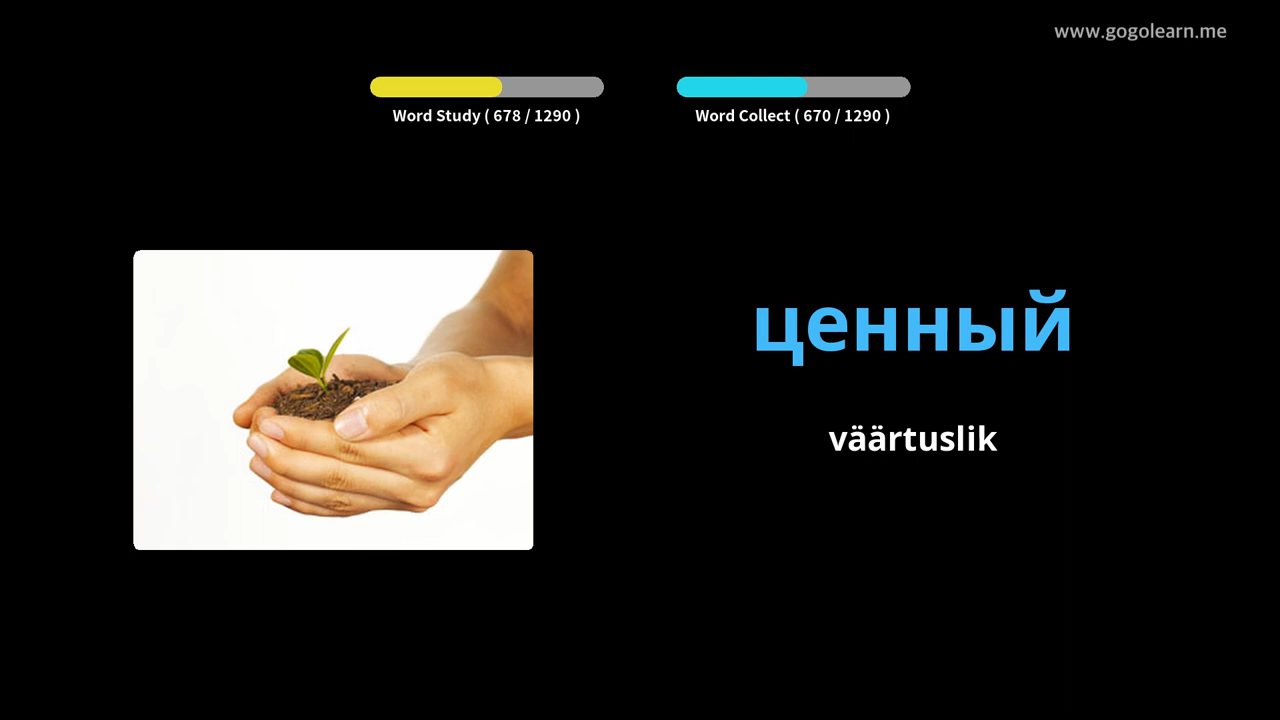 www.gogolearn.me
Word Study ( 678 / 1290 )
Word Collect ( 670 / 1290 )
ценный
väärtuslik